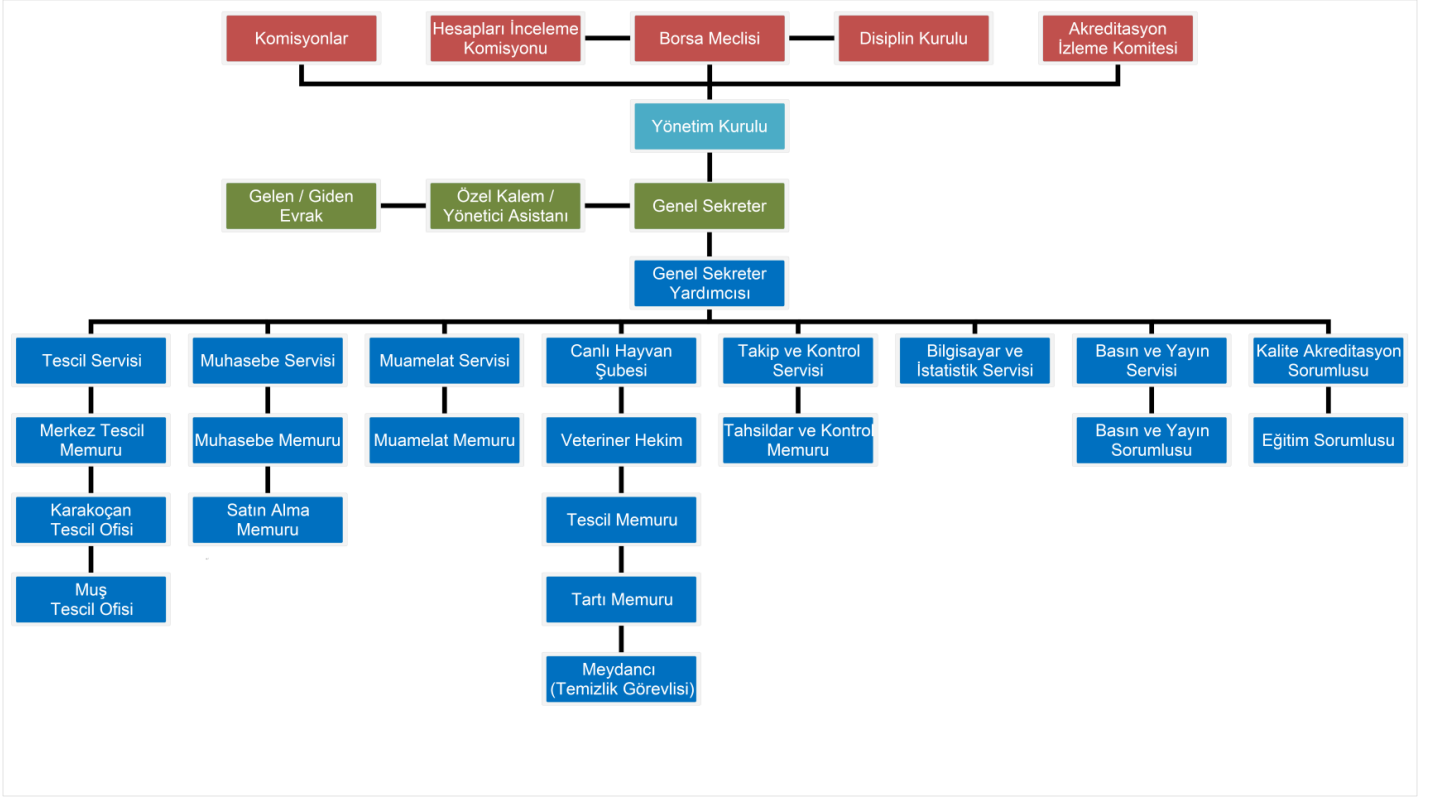 Komisyonlar
Hesapları İnceleme
Komisyonu
Borsa Meclisi
Disiplin Kurulu
Akreditasyon
İzleme Komitesi
Yönetim Kurulu
Gelen / Giden
Evrak
Özel Kalem /
Yönetici Asistanı
Genel Sekreter
Genel Sekreter
Yardımcısı
Tescil Servisi
Muhasebe Servisi
Muamelat Servisi
Canlı Hayvan
Şubesi
Takip ve Kontrol
Servisi
Bilgisayar ve
İstatistik Servisi
Basın ve Yayın
Servisi
Kalite Akreditasyon
Sorumlusu
Merkez Tescil
Memuru
Muhasebe Memuru
Muamelat Memuru
Veteriner Hekim
Tahsildar ve Kontrol
Memuru
Basın ve Yayın
Sorumlusu
Eğitim Sorumlusu
Karakoçan
Tescil Ofisi
Satın Alma
Memuru
Tescil Memuru
Muş
Tescil Ofisi
Tartı Memuru
Meydancı
(Temizlik Görevlisi)